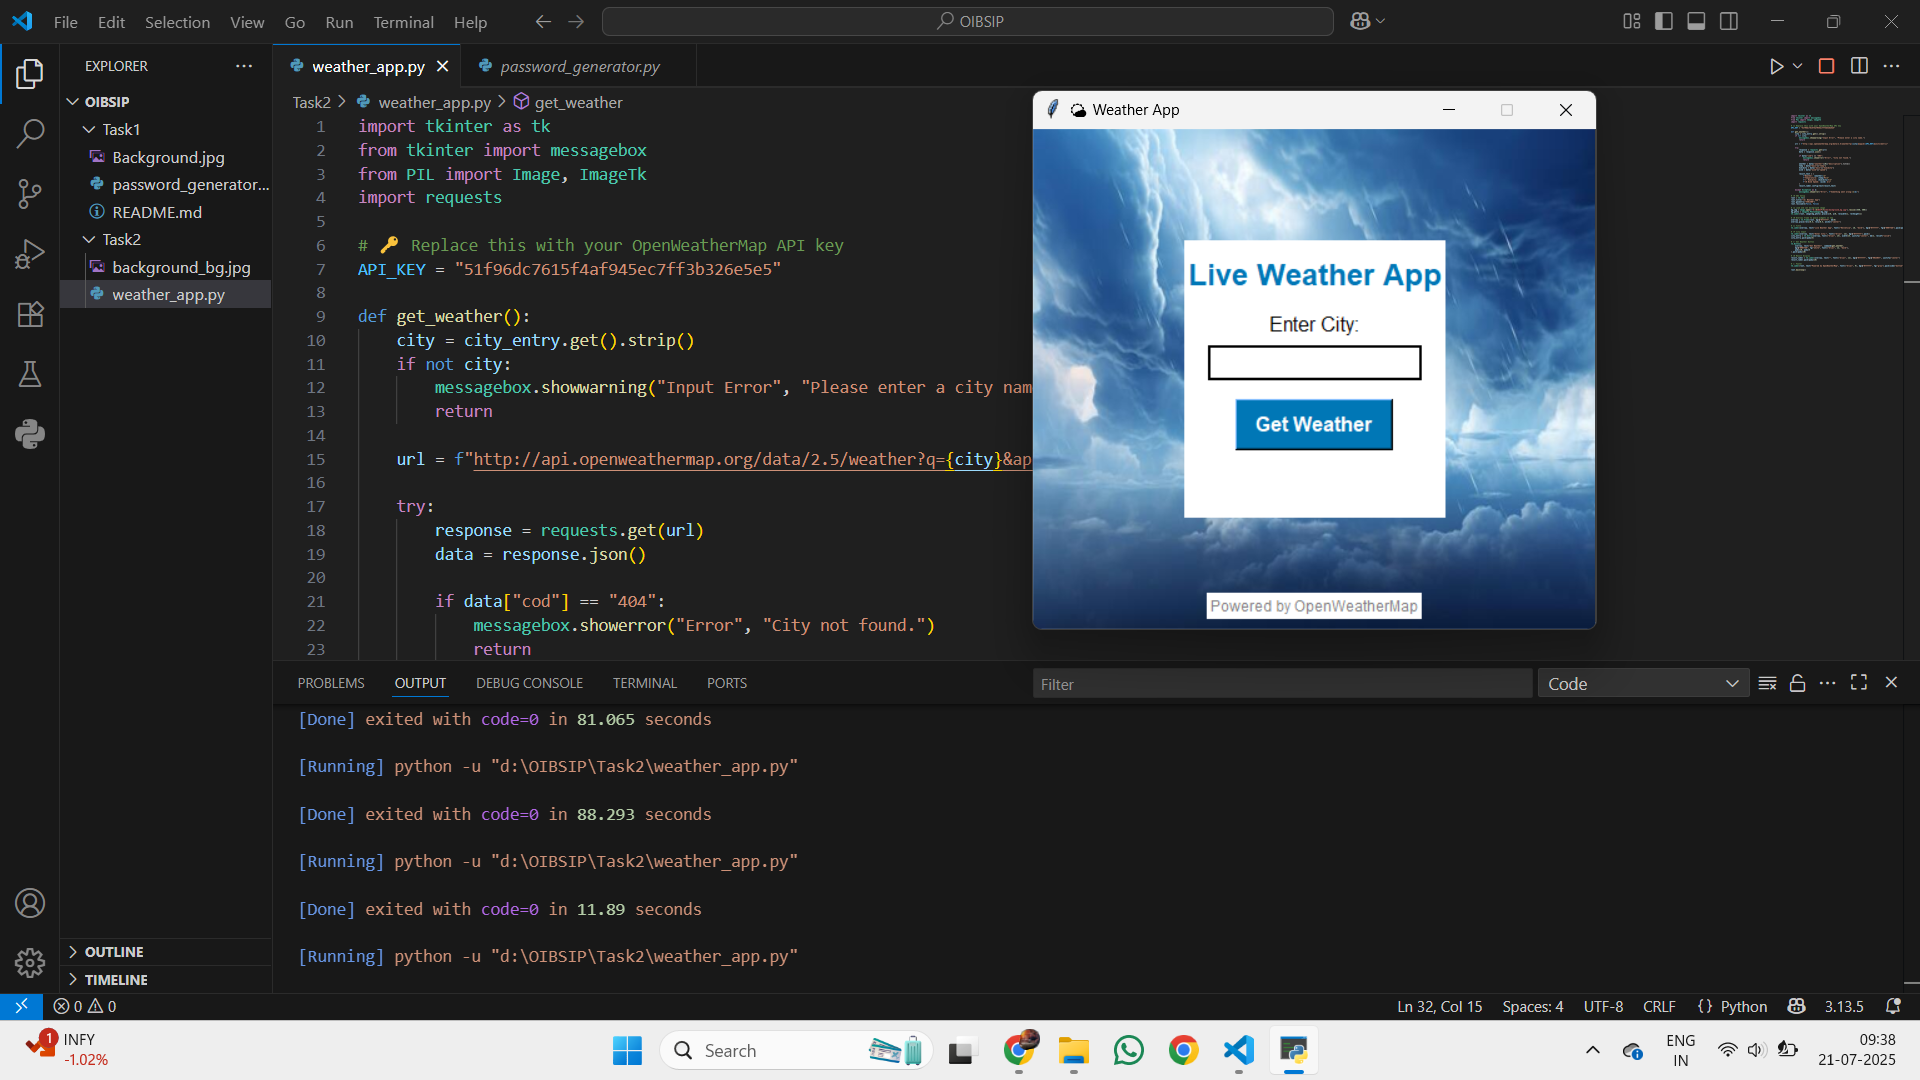 File Edit Selection View Go Run Terminal Help
OIBSIP
EXPLORER
OIBSIP
Task1
Background.jpg
password_generator...
README.md
Task2
background_bg.jpg
weather_app.py
OUTLINE
TIMELINE
weather_app.py
password_generator.py
Task2 > weather_app.py > get_weather
1 import tkinter as tk
2 from tkinter import messagebox
3 from PIL import Image, ImageTk
4 import requests
5
6 # 🔑 Replace this with your OpenWeatherMap API key
7 API_KEY = "51f96dc7615f4af945ec7ff3b326e5e5"
8
9 def get_weather():
10 city = city_entry.get().strip()
11 if not city:
12 messagebox.showwarning("Input Error", "Please enter a city nam
13 return
14
15 url = f"http://api.openweathermap.org/data/2.5/weather?q={city}&ap
16
17 try:
18 response = requests.get(url)
19 data = response.json()
20
21 if data["cod"] == "404":
22 messagebox.showerror("Error", "City not found.")
23 return
Weather App
Live Weather App
Enter City:
Get Weather
Powered by OpenWeatherMap
PROBLEMS OUTPUT DEBUG CONSOLE TERMINAL PORTS
Filter
Code
[Done] exited with code=0 in 81.065 seconds
[Running] python -u "d:\OIBSIP\Task2\weather_app.py"
[Done] exited with code=0 in 88.293 seconds
[Running] python -u "d:\OIBSIP\Task2\weather_app.py"
[Done] exited with code=0 in 11.89 seconds
[Running] python -u "d:\OIBSIP\Task2\weather_app.py"
0 0
Ln 32, Col 15 Spaces: 4 UTF-8 CRLF {} Python 3.13.5
1
INFY
-1.02%
Search
ENG
IN
09:38
21-07-2025